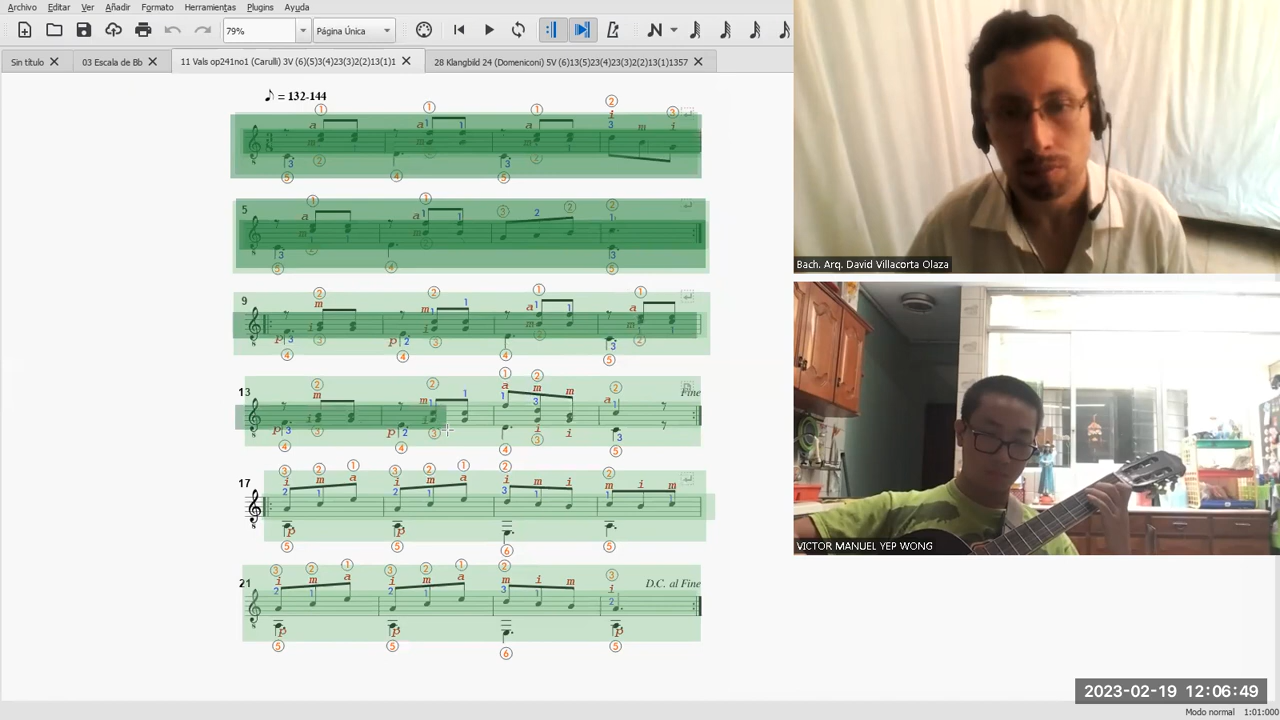 Archivo Editar Ver Añadir Formato Herramientas Plugins Ayuda
79% Página Única
Sin título 03 Escala de Bb 11 Vals op241no1 (Carulli) 3V (6)(5)3(4)23(3)2(2)13(1)1 28 Klangbild 24 (Domeniconi) 5V (6)13(5)23(4)23(3)2(2)13(1)1357
= 132-144
5
9
13
Fine
17
21
D.C. al Fine
Bach. Arq. David Villacorta Olaza
VICTOR MANUEL YEP WONG
2023-02-19 12:06:49
Modo normal 1:01:000